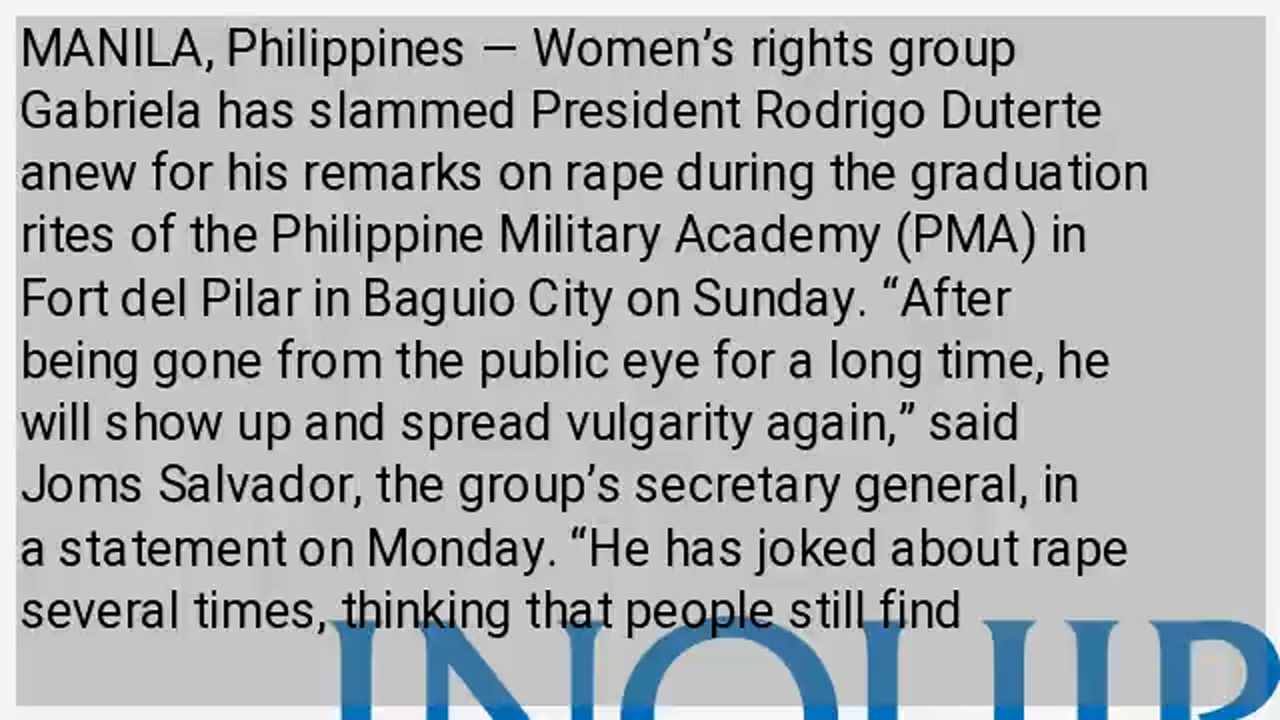 MANILA, Philippines — Women’s rights group
Gabriela has slammed President Rodrigo Duterte
anew for his remarks on rape during the graduation
rites of the Philippine Military Academy (PMA) in
Fort del Pilar in Baguio City on Sunday. “After
being gone from the public eye for a long time, he
will show up and spread vulgarity again,” said
Joms Salvador, the group’s secretary general, in
a statement on Monday. “He has joked about rape
several times, thinking that people still find